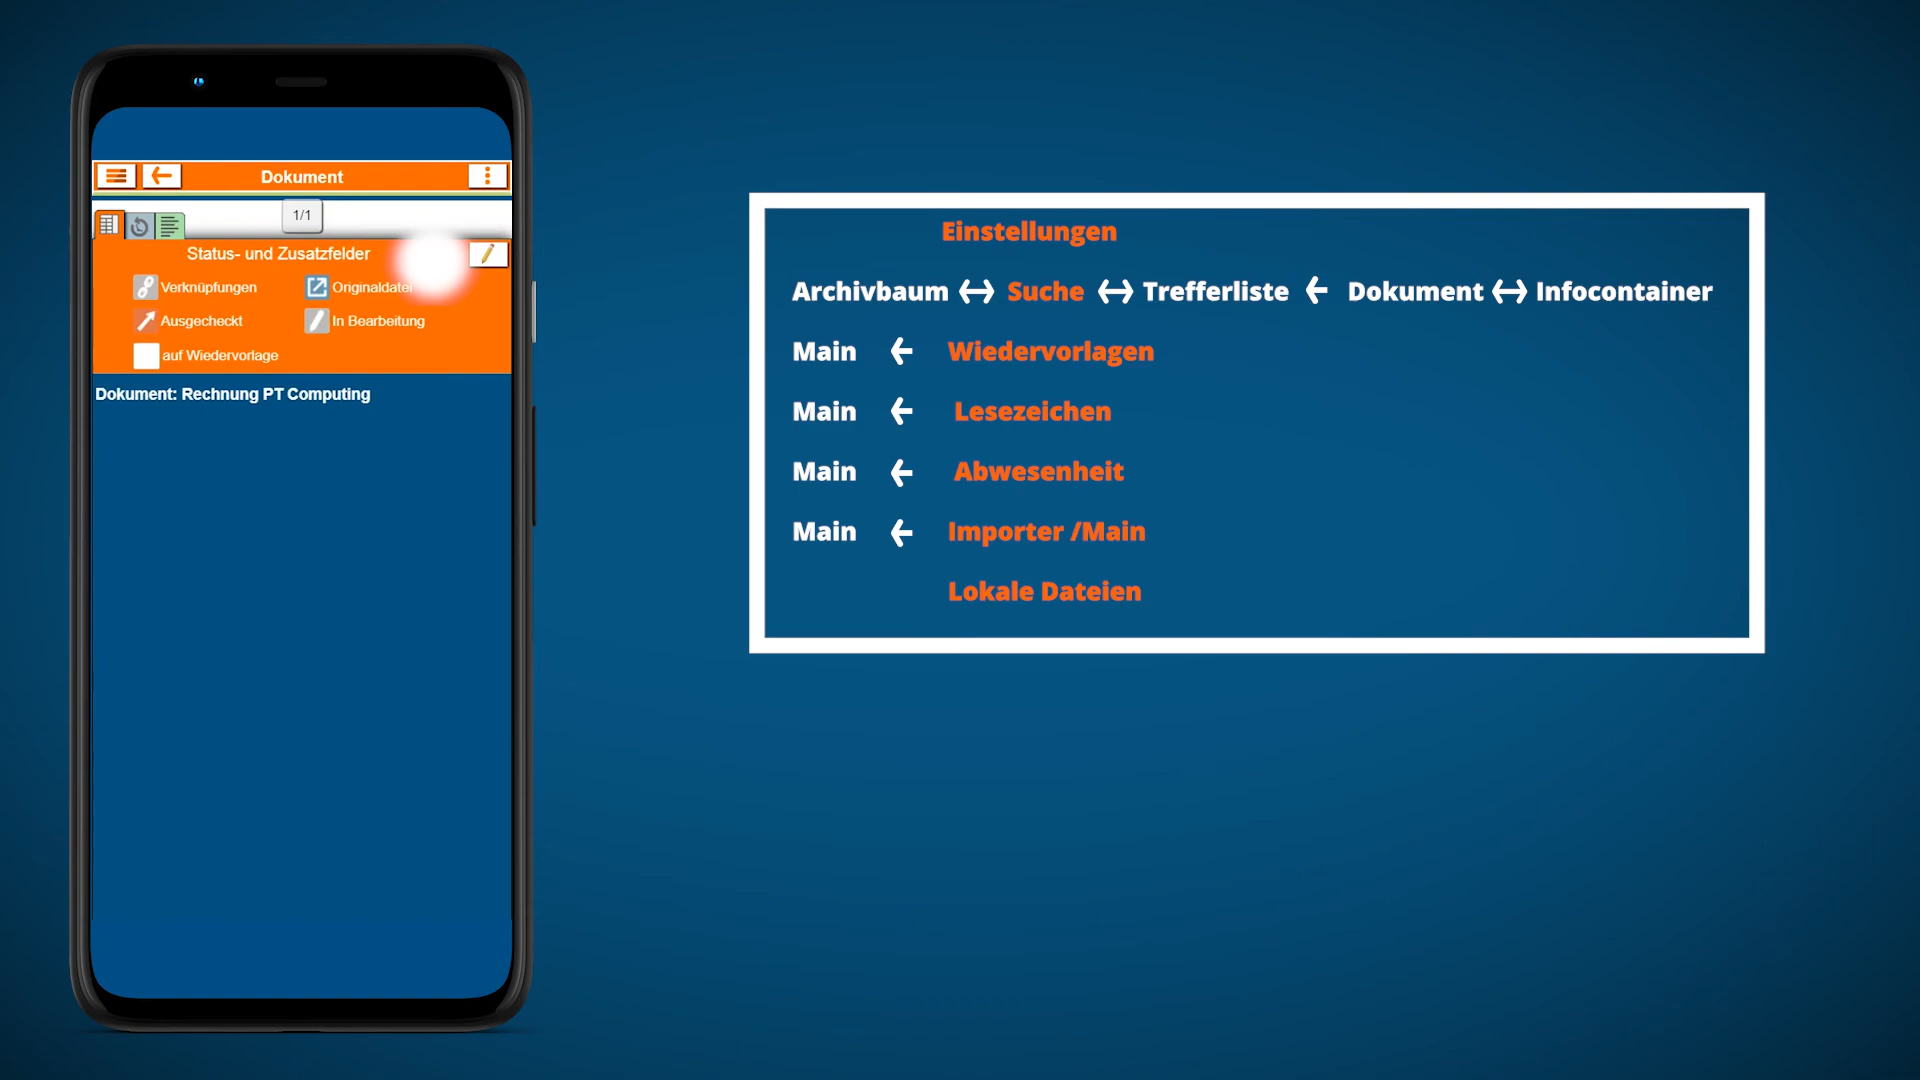 Dokument
1/1
Status- und Zusatzfelder
Verknüpfungen Originaldatei
Ausgecheckt In Bearbeitung
auf Wiedervorlage
Dokument: Rechnung PT Computing
Einstellungen
Archivbaum ↔ Suche ↔ Trefferliste ← Dokument ↔ Infocontainer
Main ← Wiedervorlagen
Main ← Lesezeichen
Main ← Abwesenheit
Main ← Importer /Main
Lokale Dateien